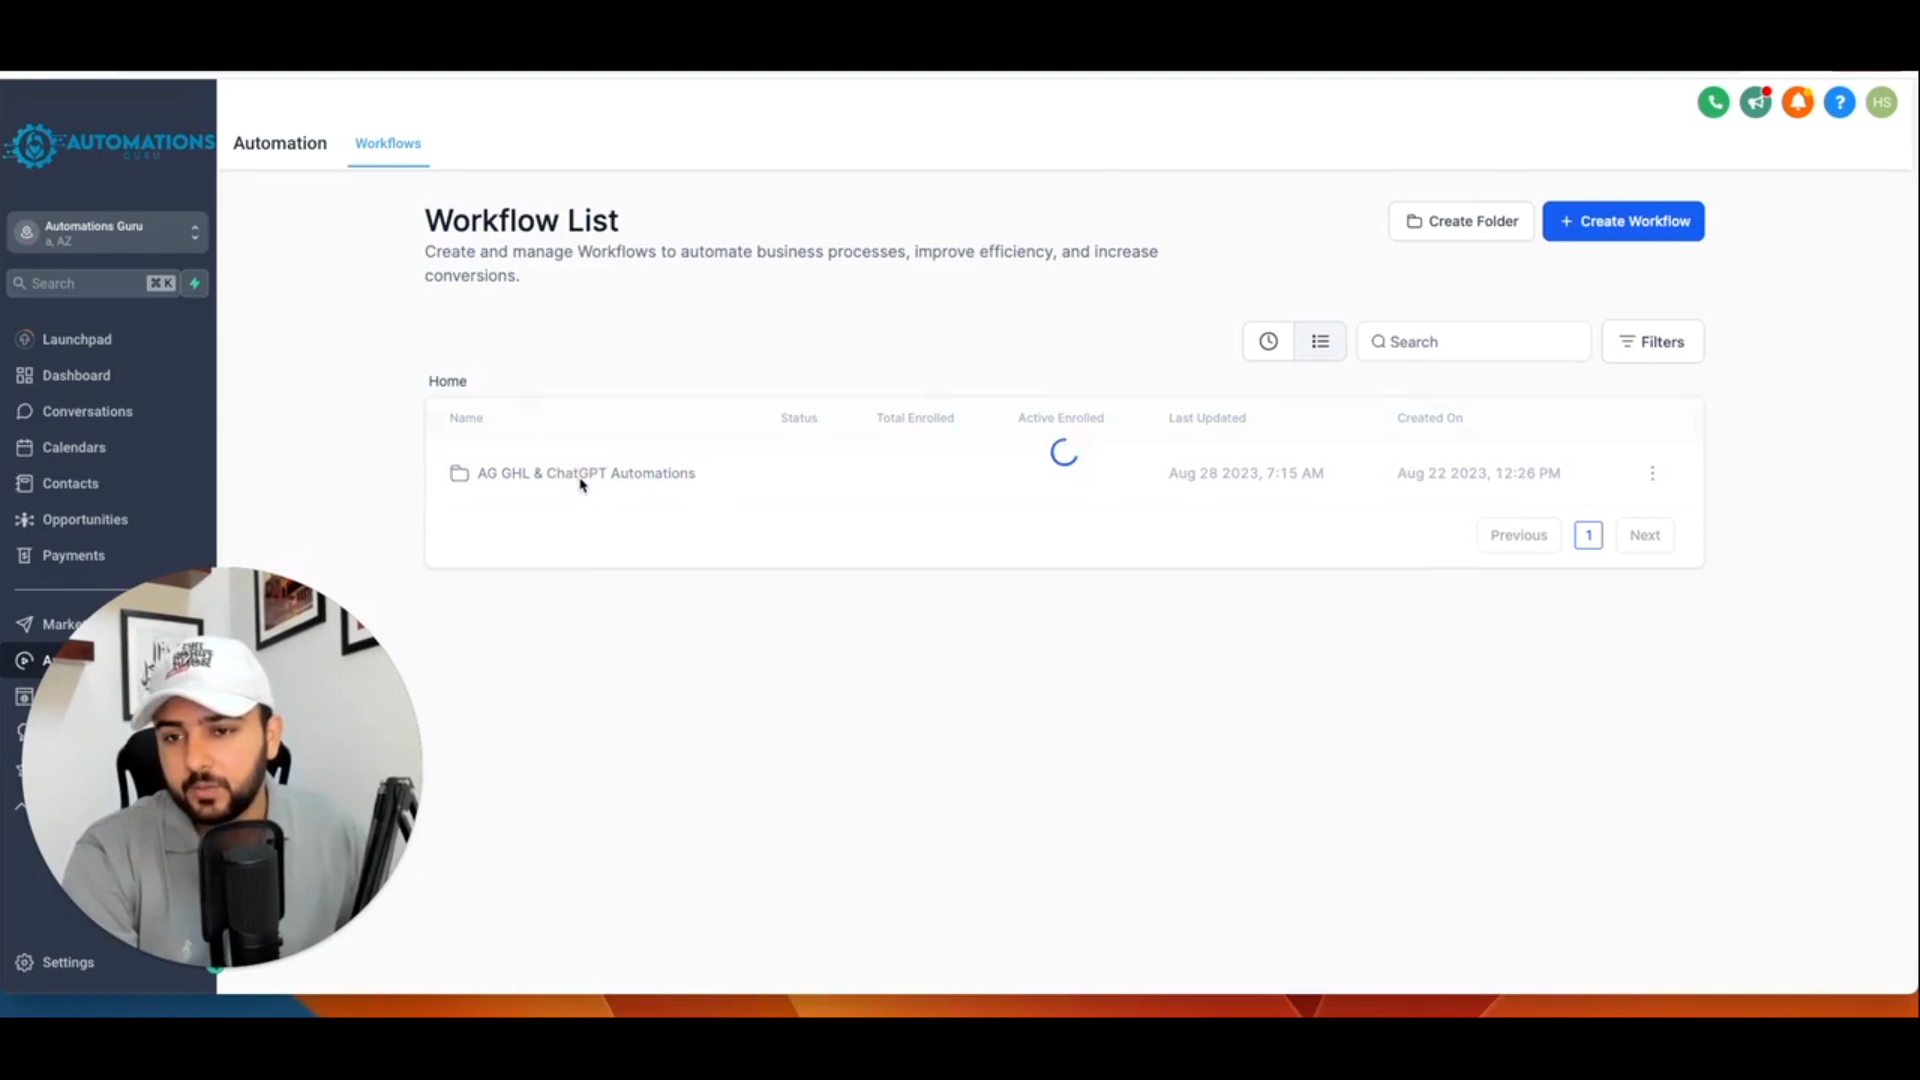 AUTOMATIONS
GURU
Automations Guru
a, AZ
Search ⌘ K
Launchpad
Dashboard
Conversations
Calendars
Contacts
Opportunities
Payments
Settings
HS
Automation Workflows
Workflow List
Create and manage Workflows to automate business processes, improve efficiency, and increase
conversions.
Create Folder
+ Create Workflow
Search
Filters
Home
Name Status Total Enrolled Active Enrolled Last Updated Created On
AG GHL & ChatGPT Automations Aug 28 2023, 7:15 AM Aug 22 2023, 12:26 PM
Previous 1 Next